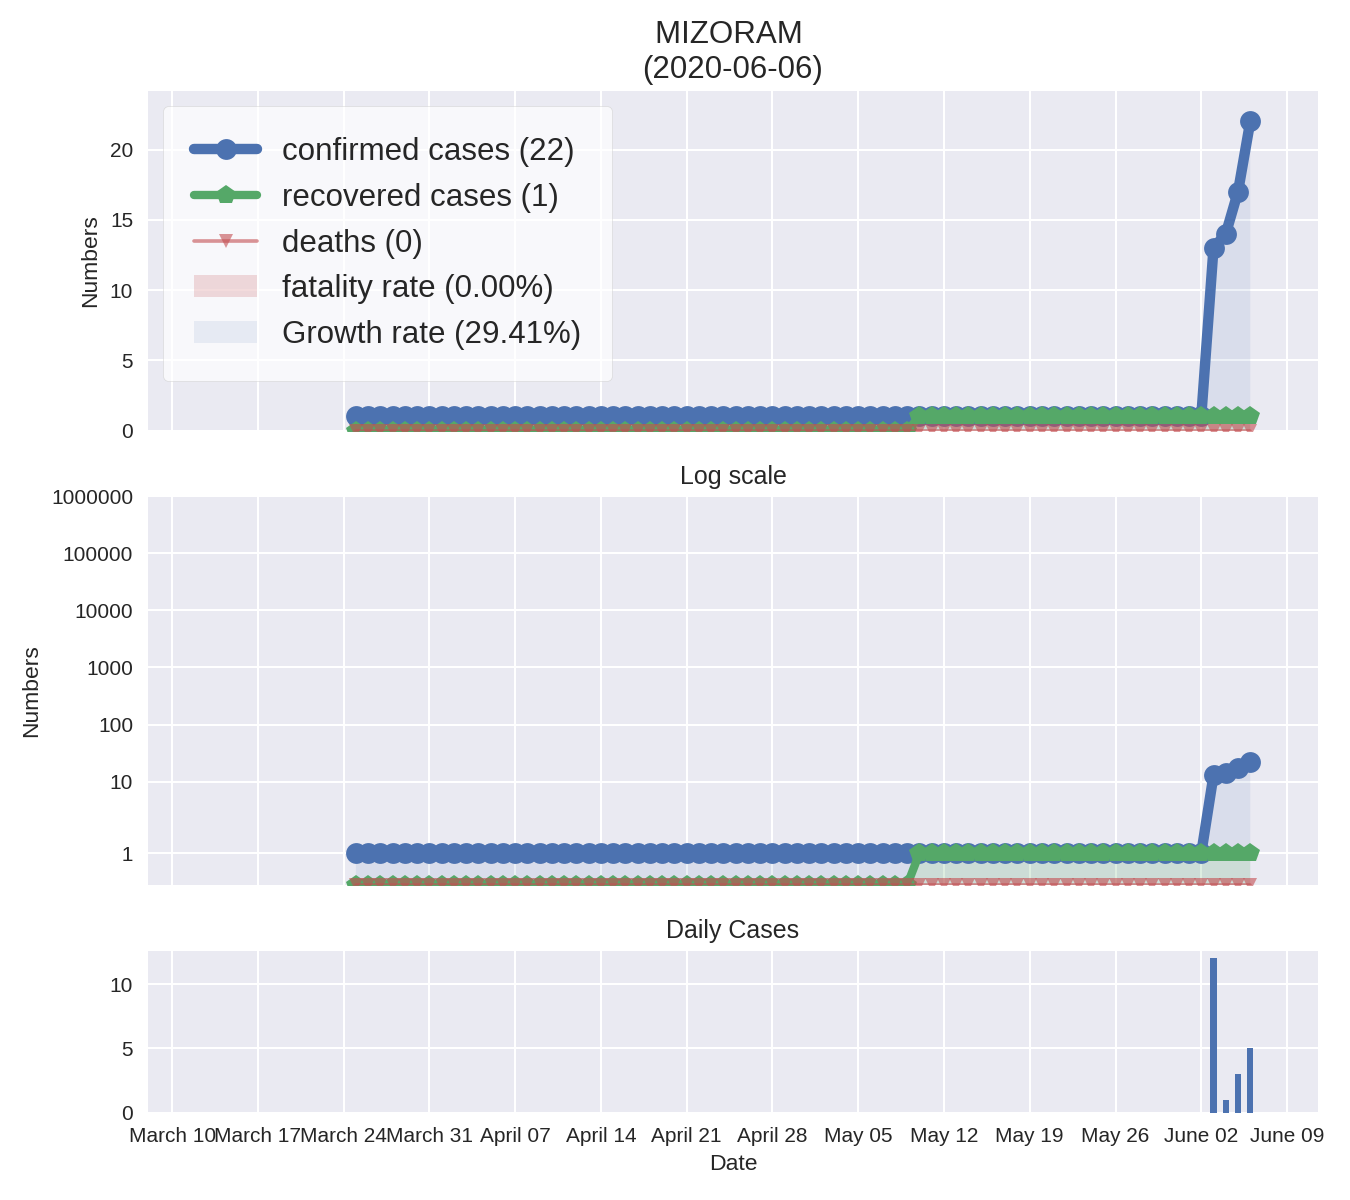 MIZORAM
(2020-06-06)
Numbers
20
15
10
5
0
confirmed cases (22)
recovered cases (1)
deaths (0)
fatality rate (0.00%)
Growth rate (29.41%)
Log scale
Numbers
1000000
100000
10000
1000
100
10
1
Daily Cases
10
5
0
March 10 March 17 March 24 March 31 April 07 April 14 April 21 April 28 May 05 May 12 May 19 May 26 June 02 June 09
Date